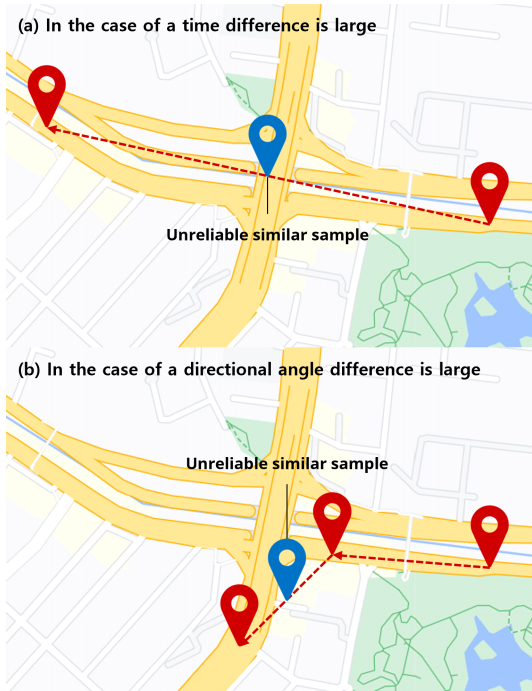 (a) In the case of a time difference is large
Unreliable similar sample
(b) In the case of a directional angle difference is large
Unreliable similar sample